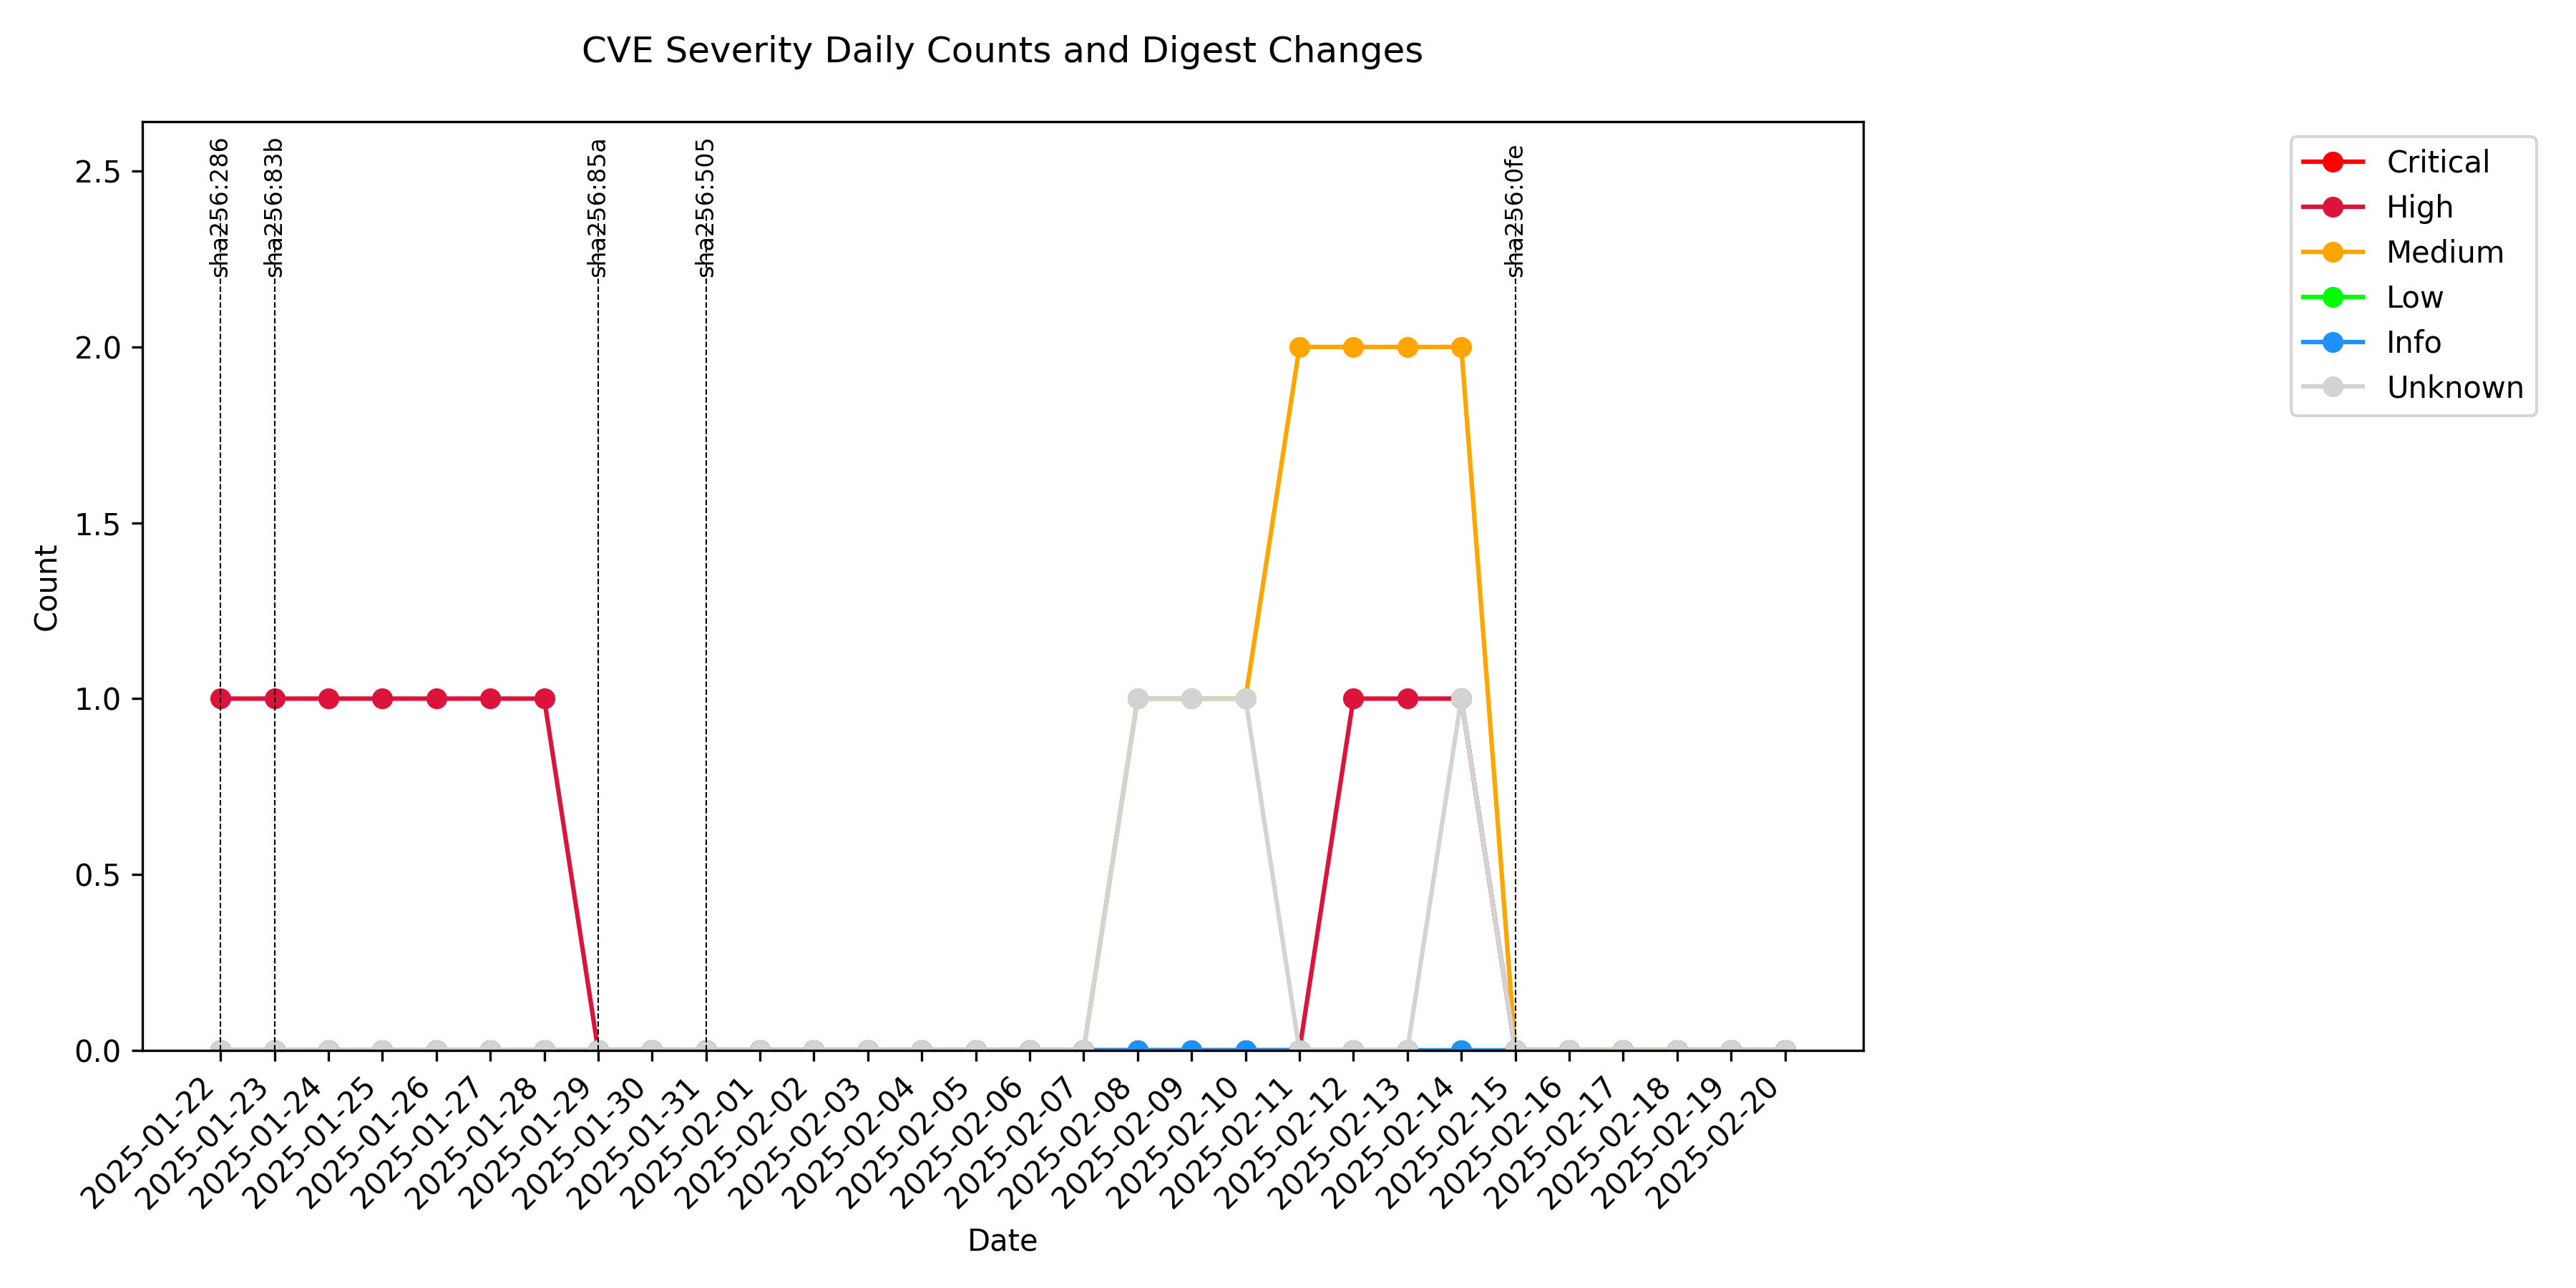 CVE Severity Daily Counts and Digest Changes
sha256:286
sha256:83b
sha256:85a
sha256:505
sha256:0fe
Critical
High
Medium
Low
Info
Unknown
2.5
2.0
1.5
1.0
0.5
0.0
Count
2025-01-22
2025-01-23
2025-01-24
2025-01-25
2025-01-26
2025-01-27
2025-01-28
2025-01-29
2025-01-30
2025-01-31
2025-02-01
2025-02-02
2025-02-03
2025-02-04
2025-02-05
2025-02-06
2025-02-07
2025-02-08
2025-02-09
2025-02-10
2025-02-11
2025-02-12
2025-02-13
2025-02-14
2025-02-15
2025-02-16
2025-02-17
2025-02-18
2025-02-19
2025-02-20
Date